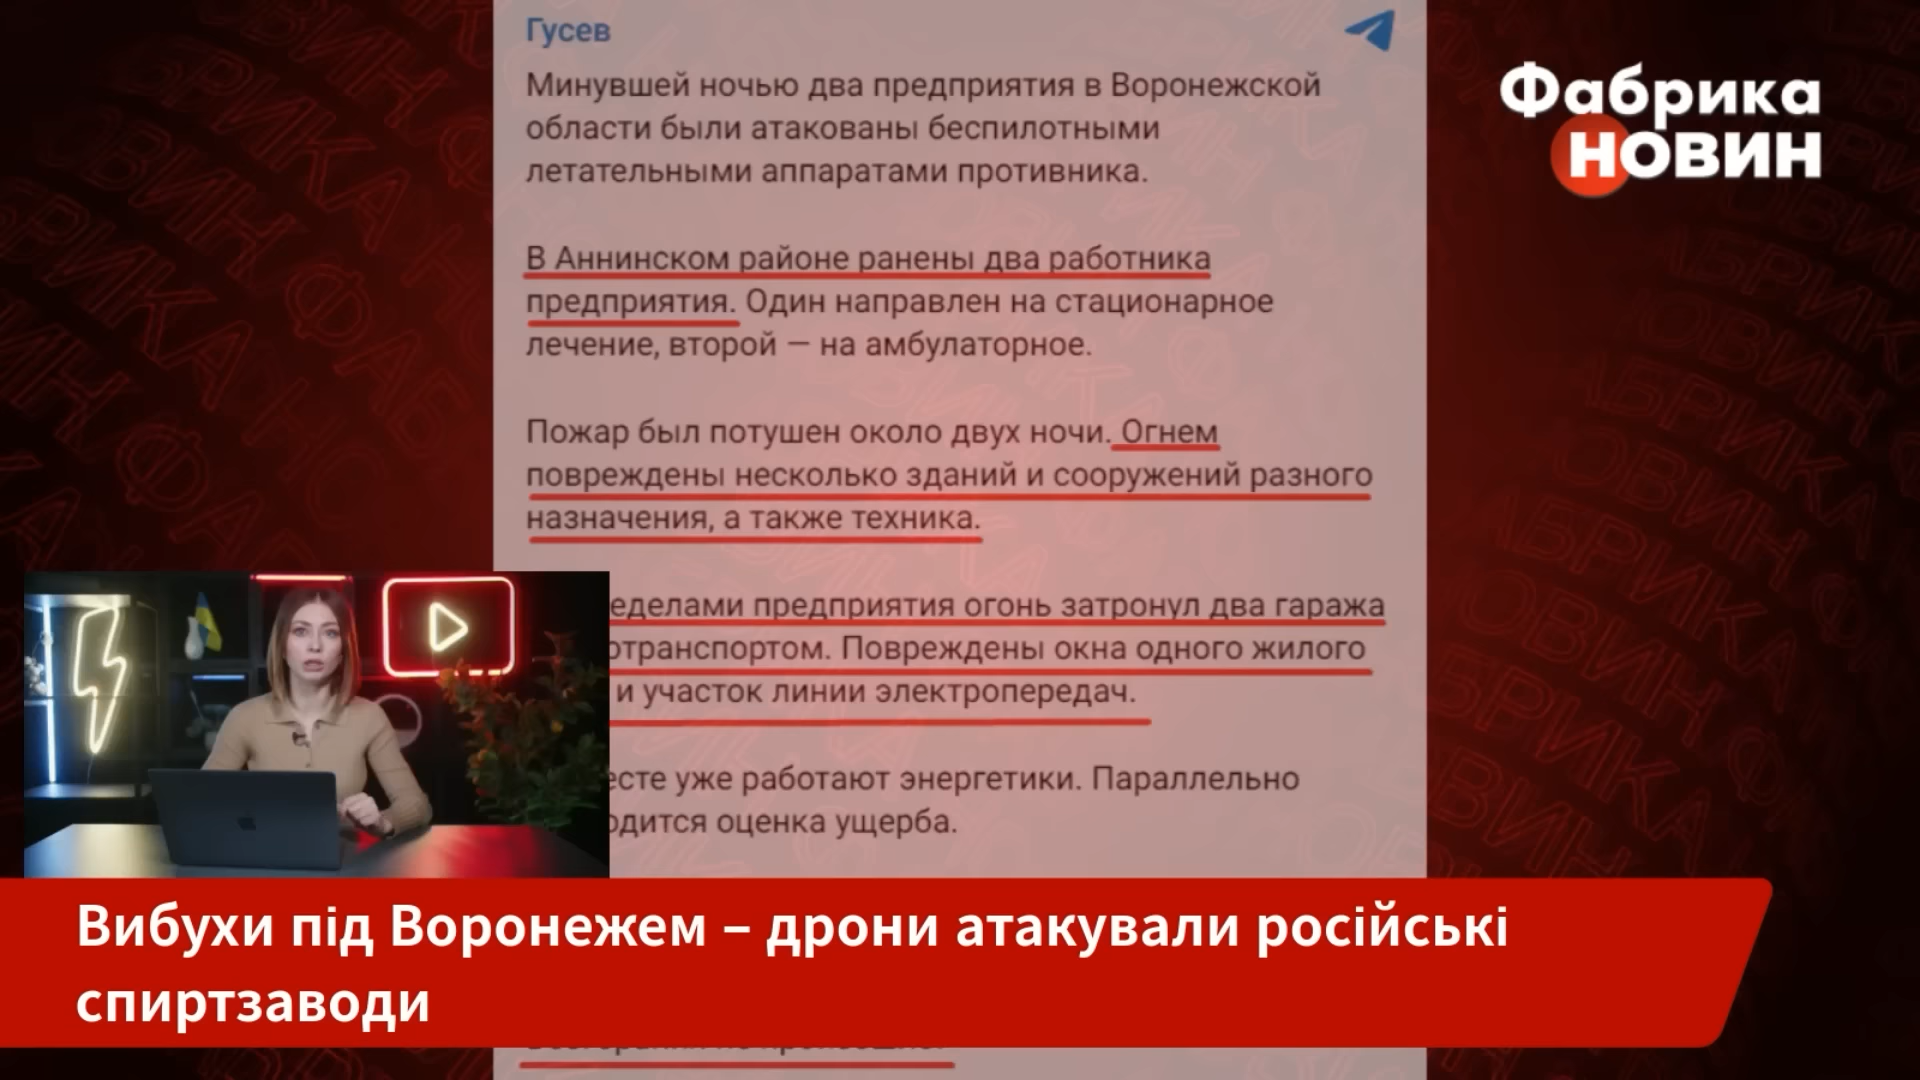 Гусев
Минувшей ночью два предприятия в Воронежской
области были атакованы беспилотными
летательными аппаратами противника.
В Аннинском районе ранены два работника
предприятия. Один направлен на стационарное
лечение, второй — на амбулаторное.
Пожар был потушен около двух ночи. Огнем
повреждены несколько зданий и сооружений разного
назначения, а также техника.
еделами предприятия огонь затронул два гаража
отранспортом. Повреждены окна одного жилого
и участок линии электропередач.
есте уже работают энергетики. Параллельно
одится оценка ущерба.
Фабрика
новин
Вибухи під Воронежем – дрони атакували російські
спиртзаводи